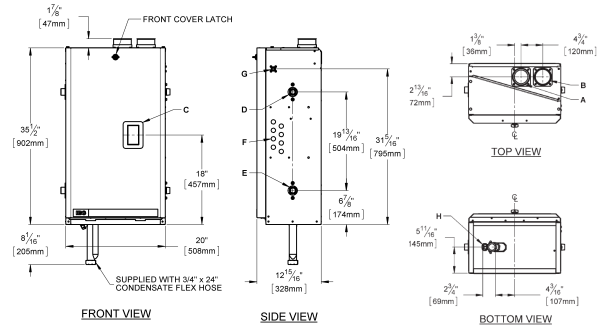 1 7/8"
[47mm]
FRONT COVER LATCH
C
35 1/2"
[902mm]
18"
[457mm]
8 1/16"
[205mm]
20"
[508mm]
SUPPLIED WITH 3/4" x 24"
CONDENSATE FLEX HOSE
FRONT VIEW
G
D
F
E
19 13/16"
[504mm]
31 5/16"
[795mm]
6 7/8"
[174mm]
12 15/16"
[328mm]
SIDE VIEW
1 3/8"
[36mm]
4 3/4"
[120mm]
2 13/16"
72mm]
B
A
℄
TOP VIEW
℄
H
5 11/16"
145mm]
2 3/4"
[69mm]
4 3/16"
[107mm]
BOTTOM VIEW